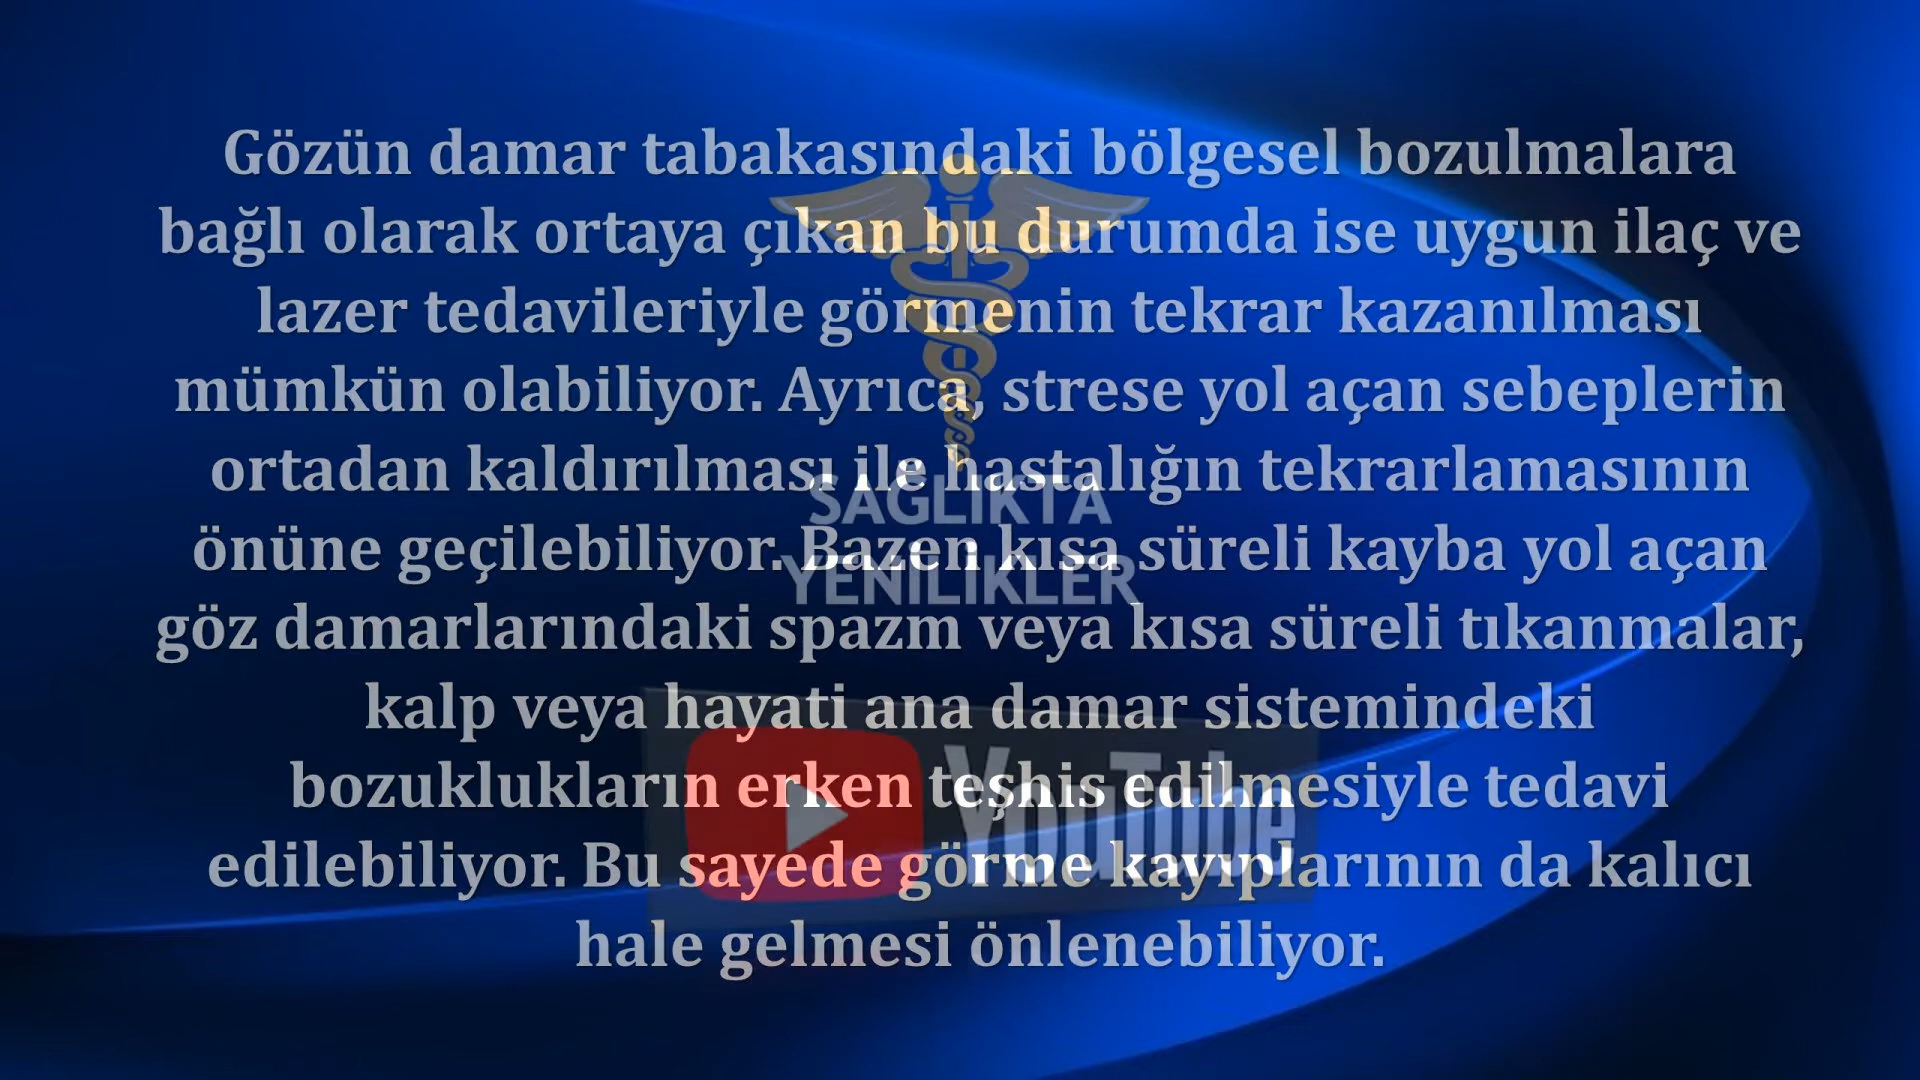 Gözün damar tabakasındaki bölgesel bozulmalara
bağlı olarak ortaya çıkan bu durumda ise uygun ilaç ve
lazer tedavileriyle görmenin tekrar kazanılması
mümkün olabiliyor. Ayrıca, strese yol açan sebeplerin
ortadan kaldırılması ile hastalığın tekrarlamasının
SAĞLIKTA
önüne geçilebiliyor. Bazen kısa süreli kayba yol açan
YENİLİKLER
göz damarlarındaki spazm veya kısa süreli tıkanmalar,
kalp veya hayati ana damar sistemindeki
bozuklukların erken teşhis edilmesiyle tedavi
YouTube
edilebiliyor. Bu sayede görme kayıplarının da kalıcı
hale gelmesi önlenebiliyor.